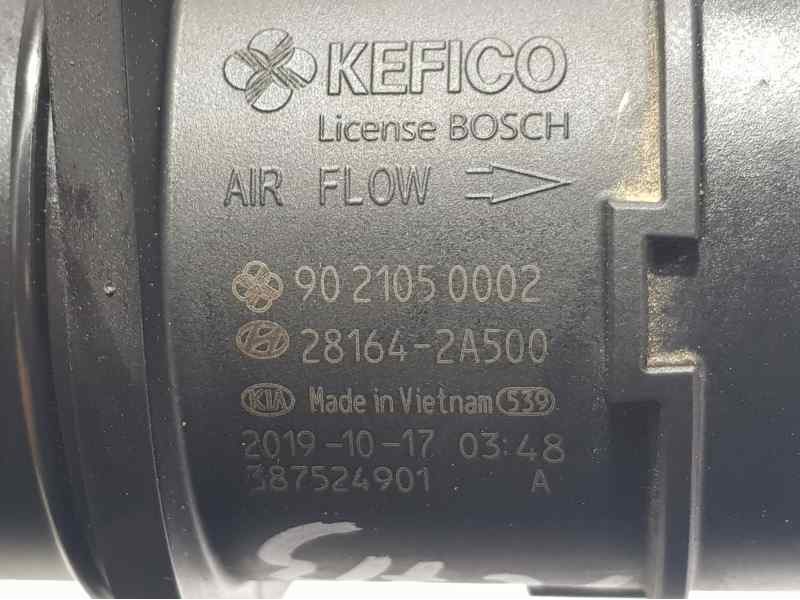 KEFICO
License BOSCH
AIR FLOW
90 2105 0002
28164-2A500
KIA Made in Vietnam 539
2019-10-17 03:48
387524901 A